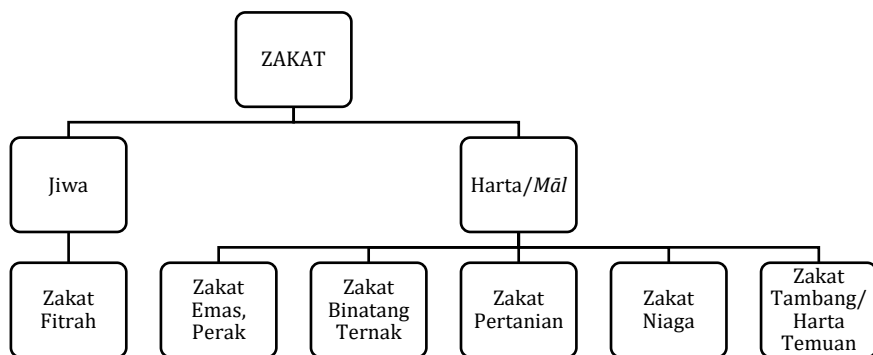 ZAKAT
Jiwa
Harta/Māl
Zakat
Fitrah
Zakat
Emas,
Perak
Zakat
Binatang
Ternak
Zakat
Pertanian
Zakat
Niaga
Zakat
Tambang/
Harta
Temuan